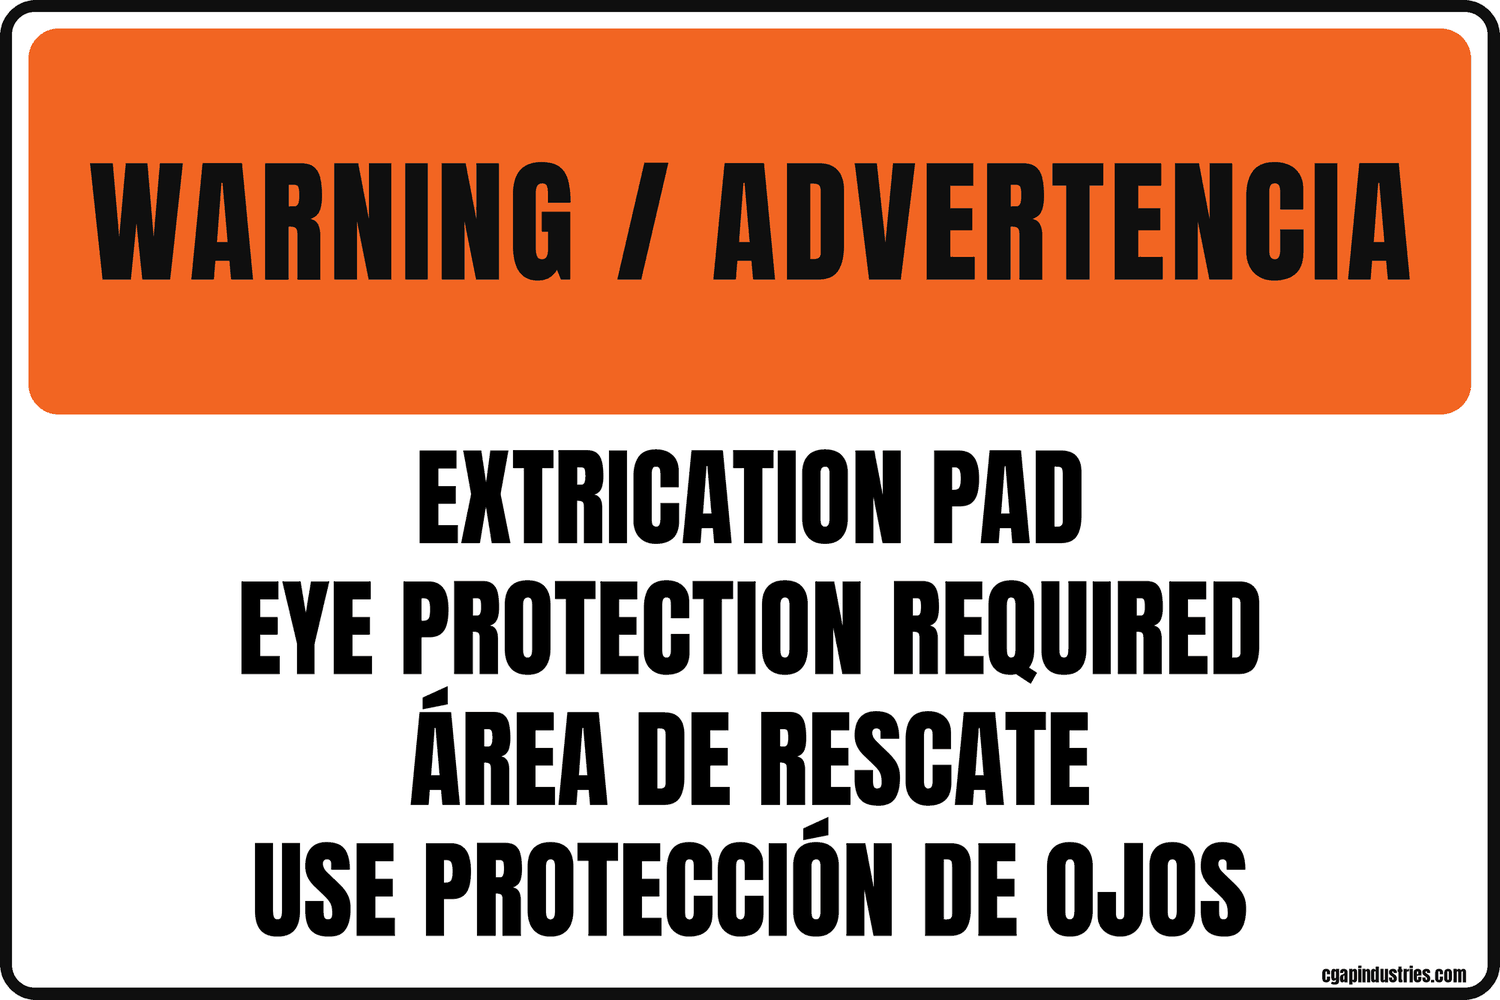 WARNING / ADVERTENCIA
EXTRICATION PAD
EYE PROTECTION REQUIRED
ÁREA DE RESCATE
USE PROTECCIÓN DE OJOS
cgapindustries.com